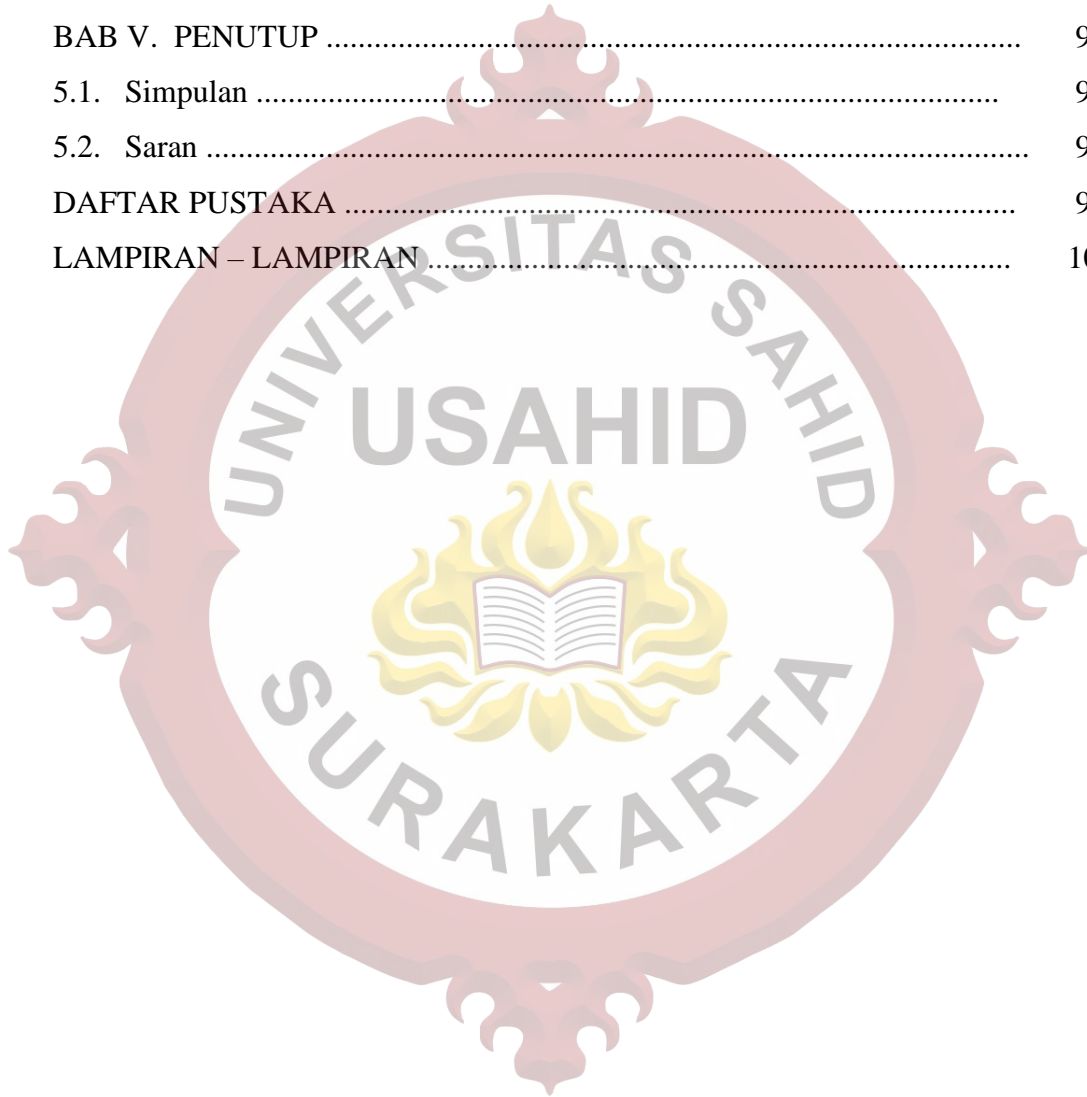 BAB V. PENUTUP ........................................................................................ 9
5.1. Simpulan .............................................................................................. 9
5.2. Saran ........................................................................................................ 9
DAFTAR PUSTAKA ..................................................................................... 9
LAMPIRAN – LAMPIRAN .......................................................................... 10
UNIVERSITAS SAHID
USAHID
SURAKARTA